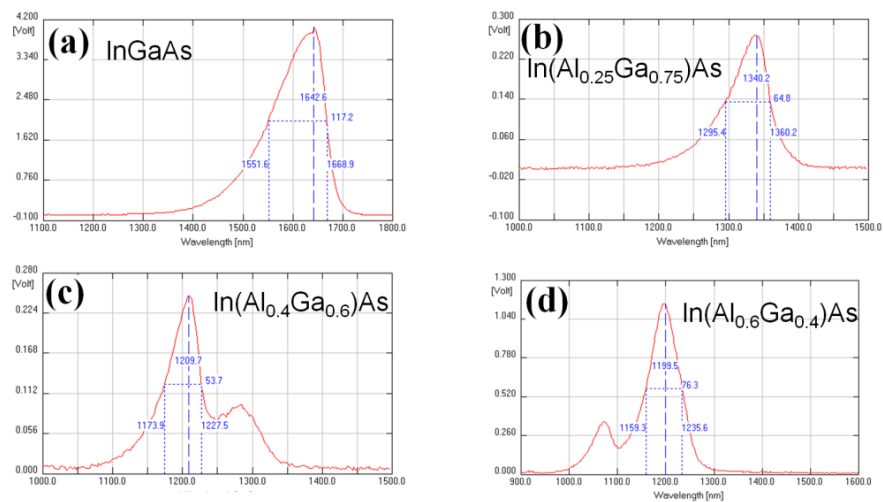 (a)
InGaAs
4.200
[Volt]
3.340
2.480
1.620
0.760
-0.100
1642.6
117.2
1551.6
1668.9
1100.0 1200.0 1300.0 1400.0 1500.0 1600.0 1700.0 1800.0
Wavelength [nm]
(b)
In(Al0.25Ga0.75)As
0.300
[Volt]
0.220
0.140
0.060
-0.020
-0.100
1340.2
64.8
1295.4
1360.2
1000.0 1100.0 1200.0 1300.0 1400.0 1500.0
Wavelength [nm]
(c)
In(Al0.4Ga0.6)As
0.280
[Volt]
0.224
0.168
0.112
0.056
0.000
1209.7
53.7
1173.9
1227.5
1000.0 1100.0 1200.0 1300.0 1400.0 1500.0
(d)
In(Al0.6Ga0.4)As
1.300
[Volt]
1.040
0.780
0.520
0.260
0.000
1199.5
76.3
1159.3
1235.6
900.0 1000.0 1100.0 1200.0 1300.0 1400.0 1500.0 1600.0
Wavelength [nm]